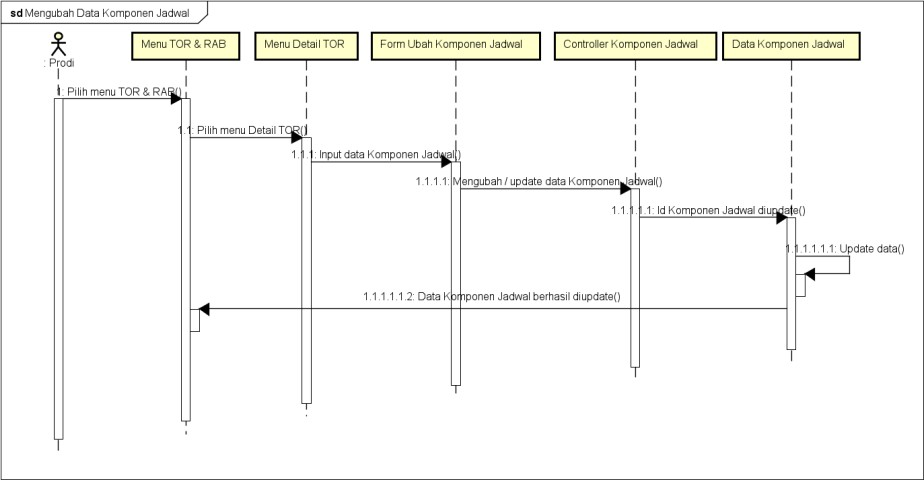 sd Mengubah Data Komponen Jadwal
: Prodi
Menu TOR & RAB
Menu Detail TOR
Form Ubah Komponen Jadwal
Controller Komponen Jadwal
Data Komponen Jadwal
1: Pilih menu TOR & RAB()
1.1: Pilih menu Detail TOR()
1.1.1: Input data Komponen Jadwal()
1.1.1.1: Mengubah / update data Komponen Jadwal()
1.1.1.1.1: Id Komponen Jadwal diupdate()
1.1.1.1.1.1: Update data()
1.1.1.1.1.2: Data Komponen Jadwal berhasil diupdate()